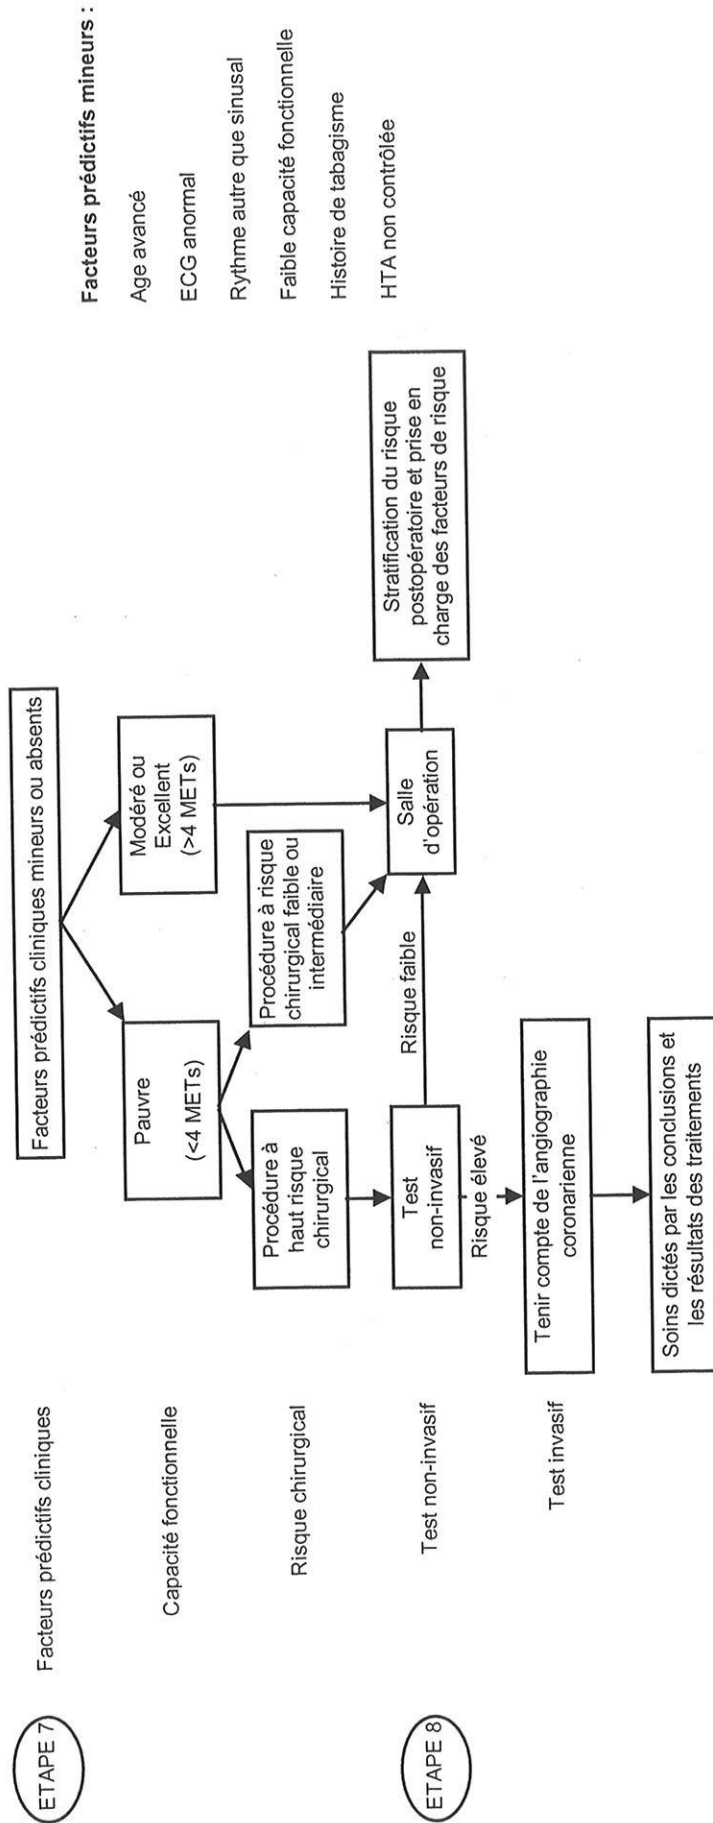 ETAPE 7
Facteurs prédictifs cliniques
Facteurs prédictifs cliniques mineurs ou absents
Facteurs prédictifs mineurs :
Age avancé
ECG anormal
Rythme autre que sinusal
Faible capacité fonctionnelle
Histoire de tabagisme
HTA non contrôlée
Capacité fonctionnelle
Pauvre
(<4 METs)
Modéré ou
Excellent
(>4 METs)
Risque chirurgical
Procédure à
haut risque
chirurgical
Procédure à risque
chirurgical faible ou
intermédiaire
ETAPE 8
Test non-invasif
Test
non-invasif
Risque faible
Salle
d'opération
Stratification du risque
postopératoire et prise en
charge des facteurs de risque
Risque élevé
Test invasif
Tenir compte de l'angiographie
coronarienne
Soins dictés par les conclusions et
les résultats des traitements